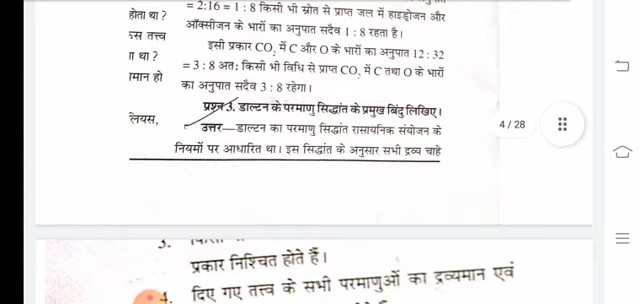 = 2:16 = 1 : 8 किसी भी स्रोत से प्राप्त जल में हाइड्रोजन और
होता था ?
ऑक्सीजन के भारों का अनुपात सदैव 1 : 8 रहता है।
तत्त्व
इसी प्रकार CO2 में C और O के भारों का अनुपात 12 : 32
था ?
= 3 : 8 अतः किसी भी विधि से प्राप्त CO2 में C तथा O के भारों
हो
का अनुपात सदैव 3 : 8 रहेगा।
प्रश्न 3. डाल्टन के परमाणु सिद्धांत के प्रमुख बिंदु लिखिए।
लियस,
उत्तर—डाल्टन का परमाणु सिद्धांत रासायनिक संयोजन के
4 / 28
नियमों पर आधारित था। इस सिद्धांत के अनुसार सभी द्रव्य चाहे
3.
प्रकार निश्चित होते हैं।
4. दिए गए तत्त्व के सभी परमाणुओं का द्रव्यमान एवं